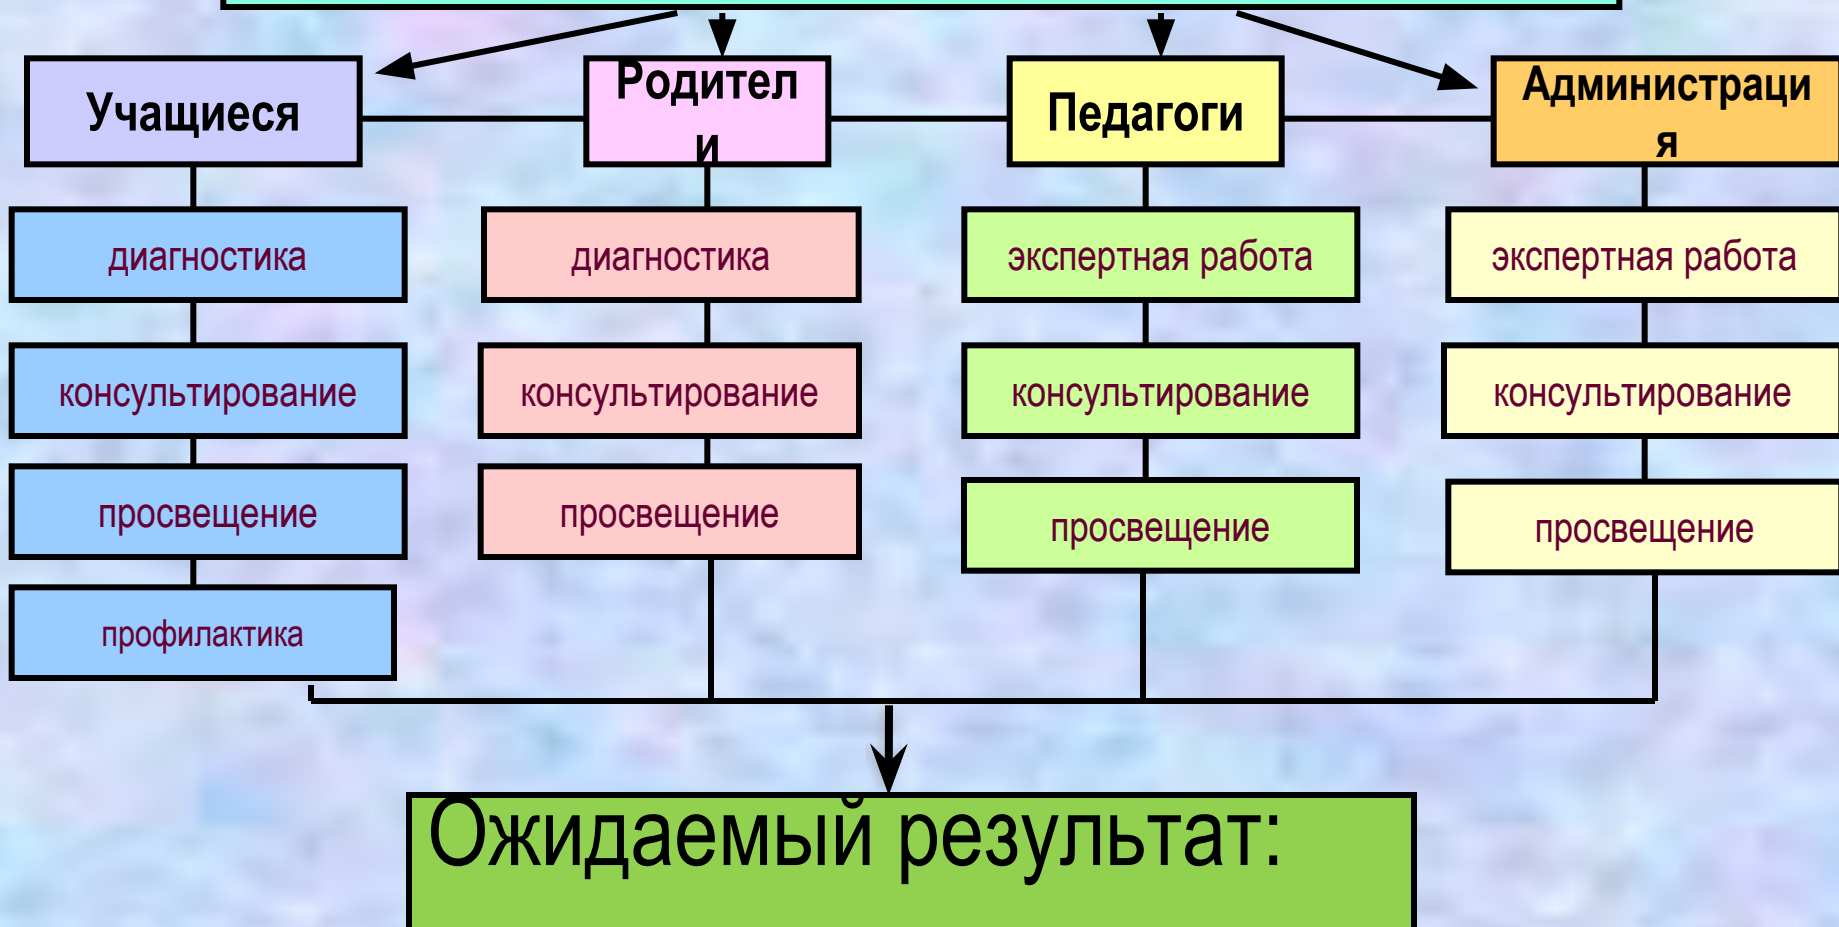 Учащиеся
Родител
и
Педагоги
Администраци
я
диагностика
диагностика
экспертная работа
экспертная работа
консультирование
консультирование
консультирование
консультирование
просвещение
просвещение
просвещение
просвещение
профилактика
Ожидаемый результат: